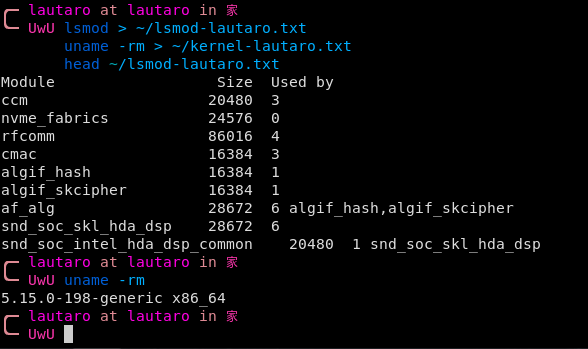 lautaro at lautaro in 家
UwU lsmod > ~/lsmod-lautaro.txt
uname -rm > ~/kernel-lautaro.txt
head ~/lsmod-lautaro.txt
Module                  Size  Used by
ccm                    20480  3
nvme_fabrics           24576  0
rfcomm                 86016  4
cmac                   16384  3
algif_hash             16384  1
algif_skcipher         16384  1
af_alg                 28672  6 algif_hash,algif_skcipher
snd_soc_skl_hda_dsp    28672  6
snd_soc_intel_hda_dsp_common    20480  1 snd_soc_skl_hda_dsp
lautaro at lautaro in 家
UwU uname -rm
5.15.0-198-generic x86_64
lautaro at lautaro in 家
UwU